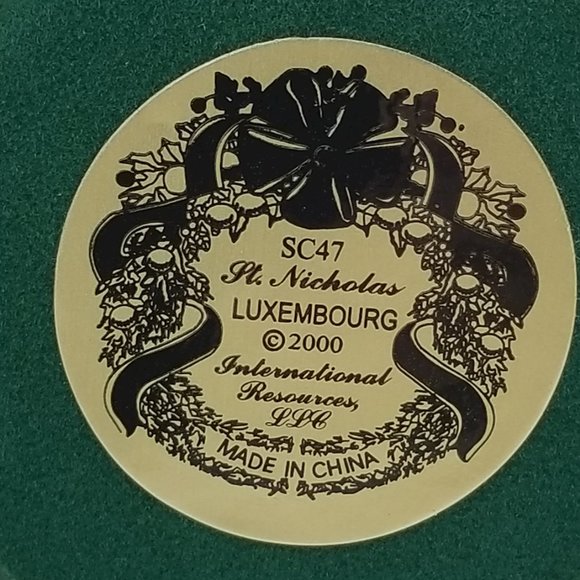 SC47
St. Nicholas
LUXEMBOURG
©2000
International
Resources,
LLC
MADE IN CHINA